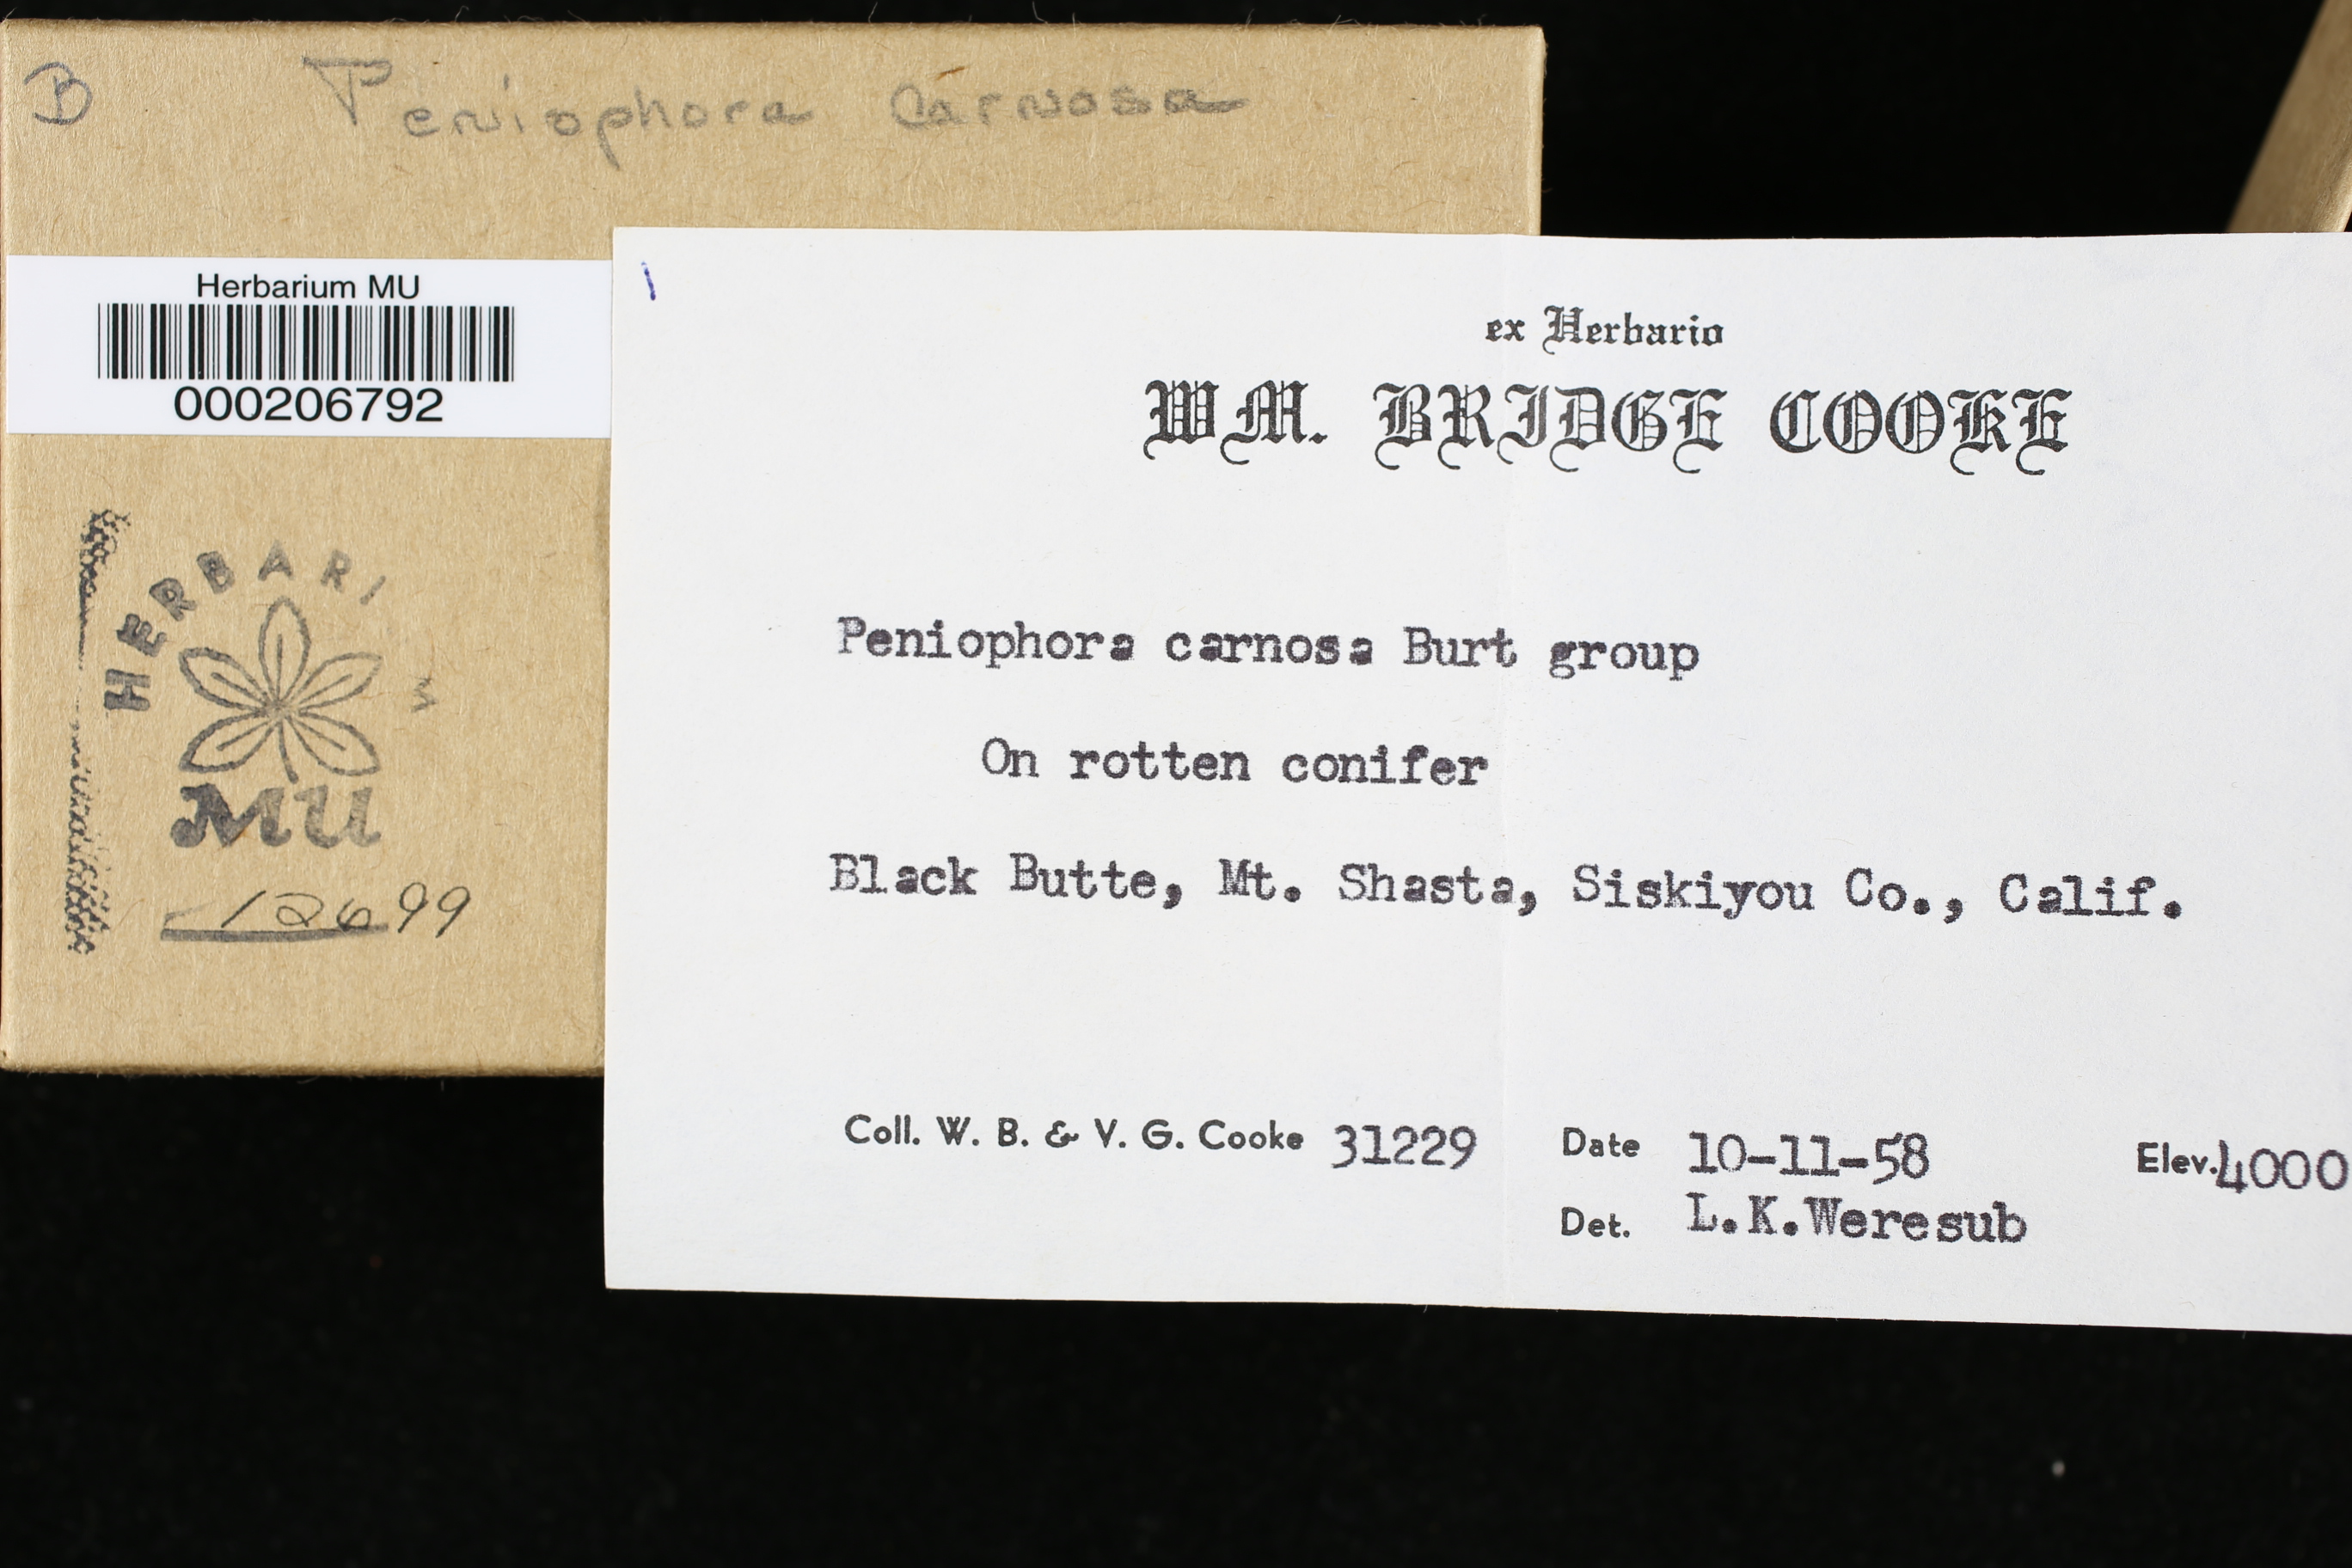 B Peniophora carnosa
Herbarium MU
000206792
HERBARI
MU
12699
ex Herbario
WM. BRIDGE COOKE
Peniophora carnosa Burt group
On rotten conifer
Black Butte, Mt. Shasta, Siskiyou Co., Calif.
Coll. W. B. & V. G. Cooke 31229 Date 10-11-58 Elev. 4000
Det. L.K.Weresub